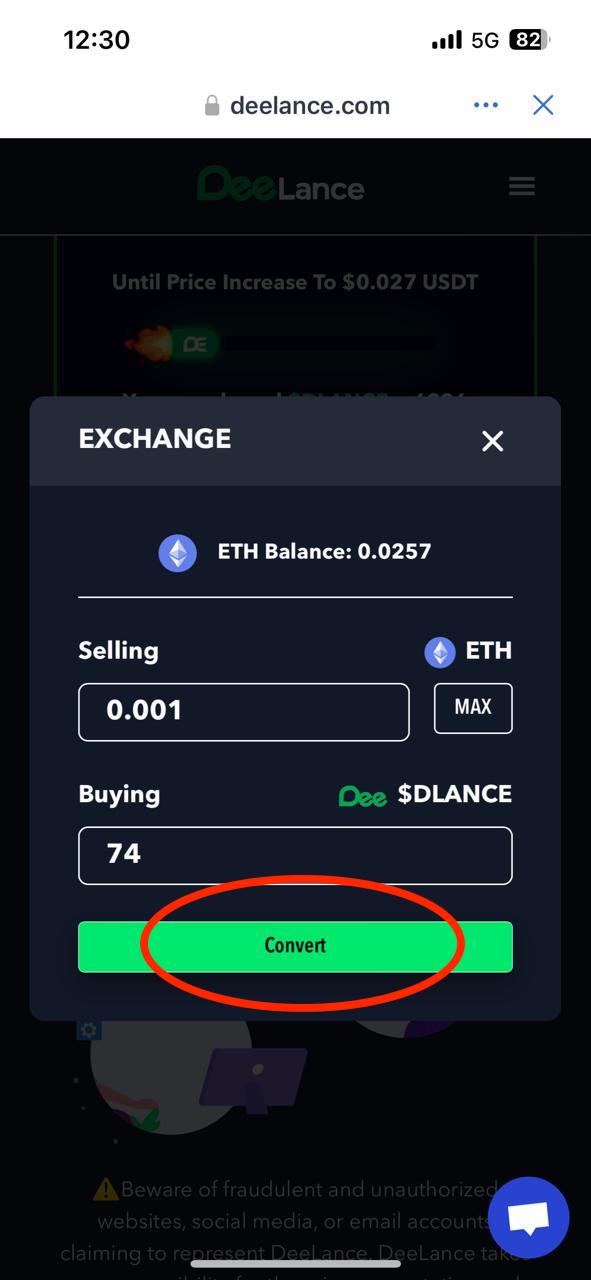 12:30 5G 82
deelance.com
DeeLance
Until Price Increase To $0.027 USDT
DE
EXCHANGE
ETH Balance: 0.0257
Selling ETH
0.001 MAX
Buying Dee $DLANCE
74
Convert
Beware of fraudulent and unauthorized
websites, social media, or email accounts
claiming to represent DeeLance. DeeLance takes